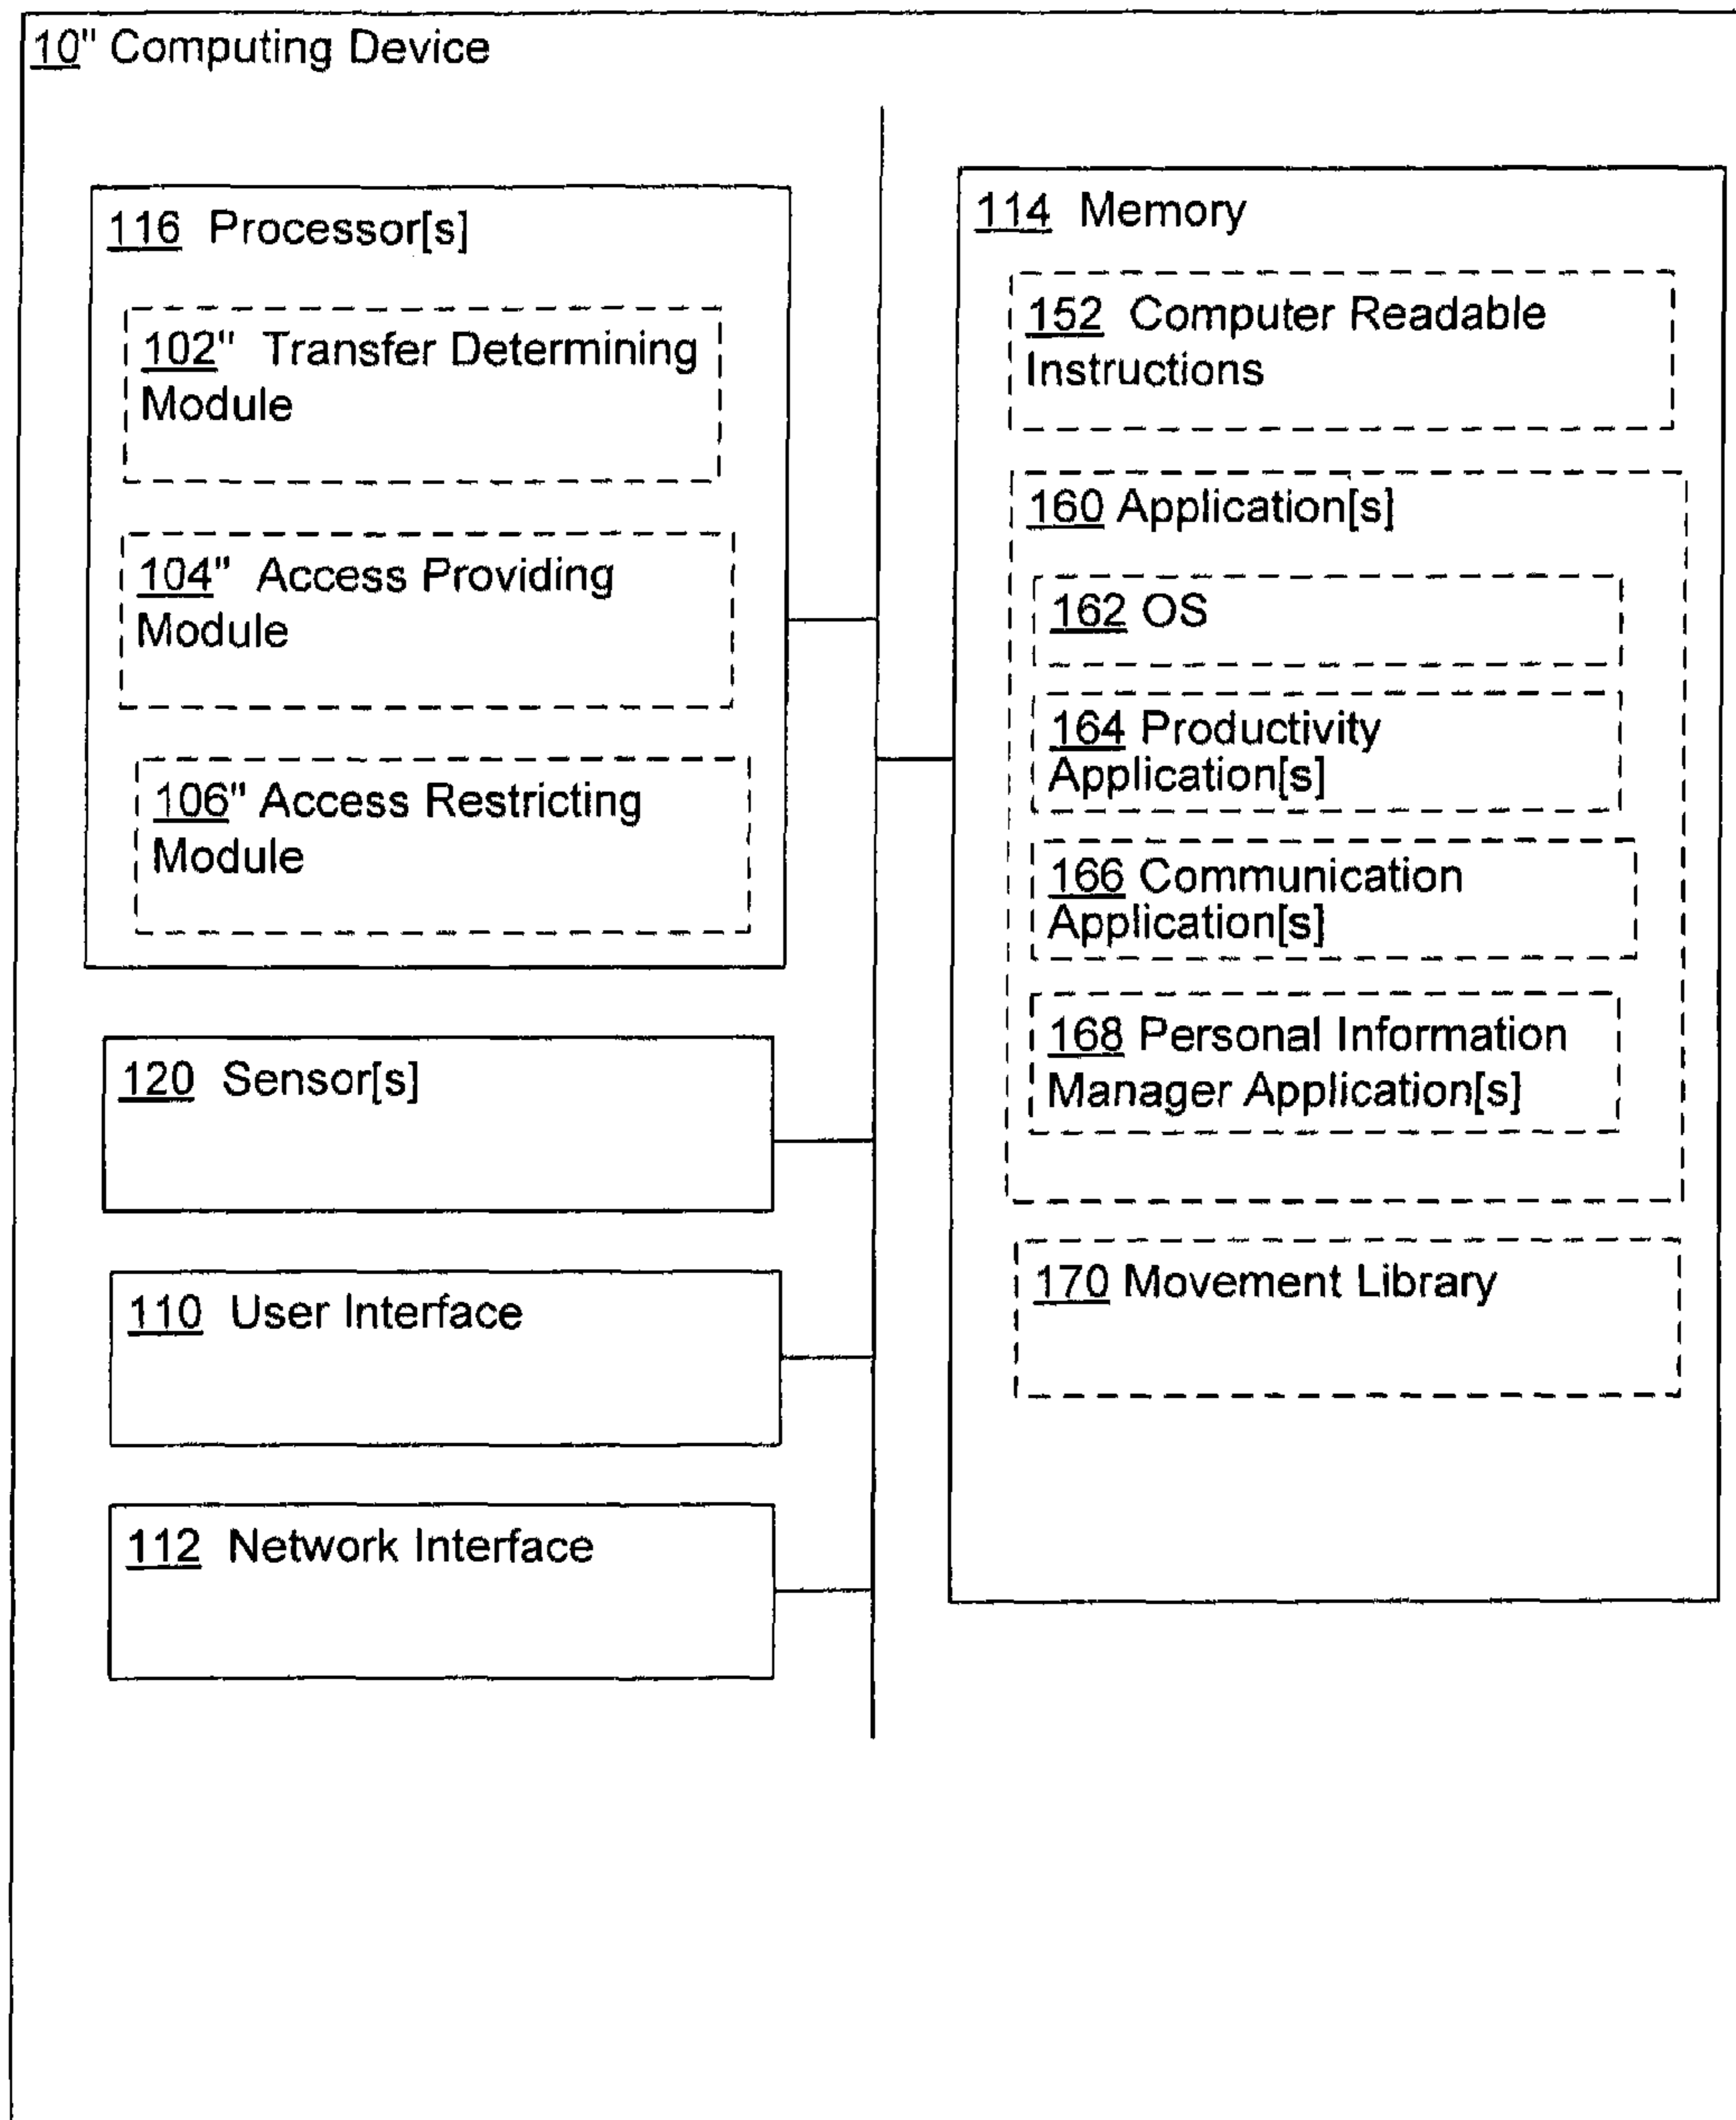 10" Computing Device
116 Processor[s]
102" Transfer Determining
Module
104" Access Providing
Module
106" Access Restricting
Module
120 Sensor[s]
110 User Interface
112 Network Interface
114 Memory
152 Computer Readable
Instructions
160 Application[s]
162 OS
164 Productivity
Application[s]
166 Communication
Application[s]
168 Personal Information
Manager Application[s]
170 Movement Library